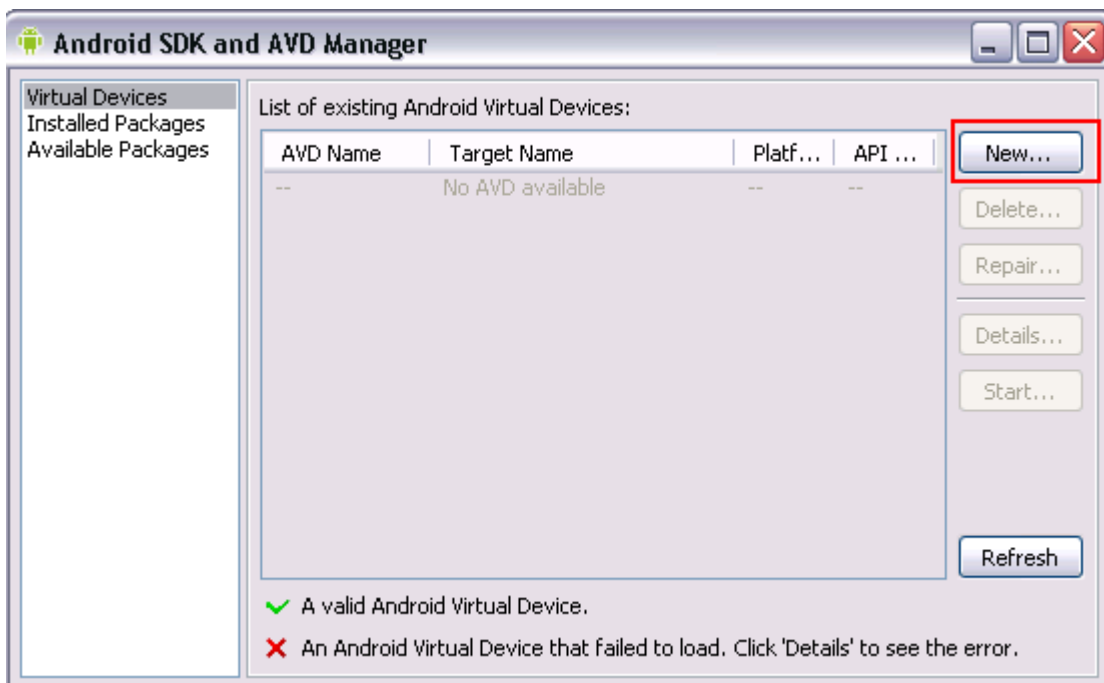 Android SDK and AVD Manager
Virtual Devices
Installed Packages
Available Packages
List of existing Android Virtual Devices:
AVD Name Target Name Platf... API ...
-- No AVD available -- --
New...
Delete...
Repair...
Details...
Start...
Refresh
A valid Android Virtual Device.
An Android Virtual Device that failed to load. Click 'Details' to see the error.